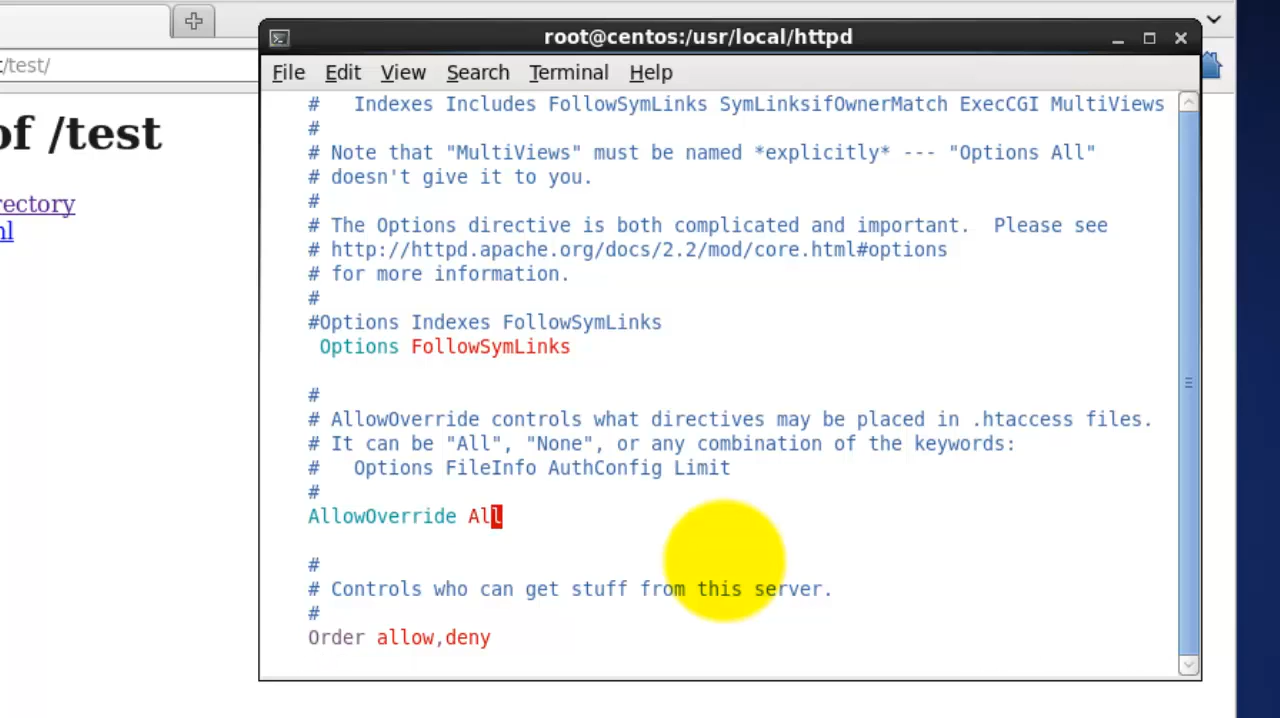 root@centos:/usr/local/httpd
/test/
File Edit View Search Terminal Help
of /test
rectory
ml
#   Indexes Includes FollowSymLinks SymLinksifOwnerMatch ExecCGI MultiViews
#
# Note that "MultiViews" must be named *explicitly* --- "Options All"
# doesn't give it to you.
#
# The Options directive is both complicated and important.  Please see
# http://httpd.apache.org/docs/2.2/mod/core.html#options
# for more information.
#
#Options Indexes FollowSymLinks
Options FollowSymLinks
#
# AllowOverride controls what directives may be placed in .htaccess files.
# It can be "All", "None", or any combination of the keywords:
#   Options FileInfo AuthConfig Limit
#
AllowOverride All
#
# Controls who can get stuff from this server.
#
Order allow,deny